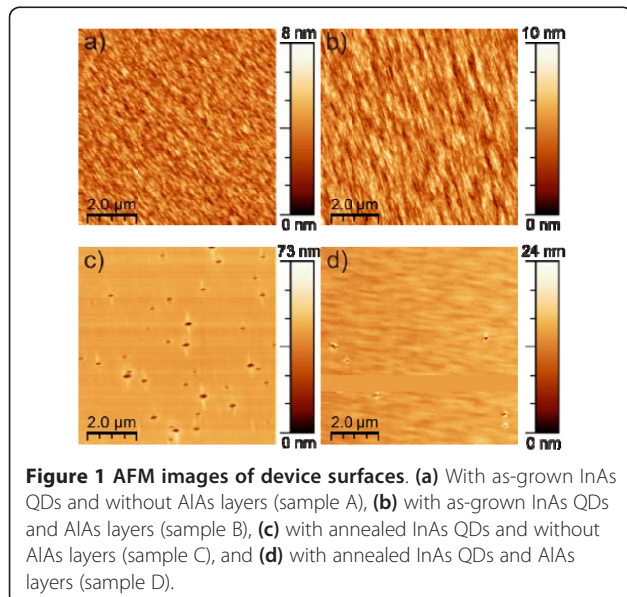 a)
8 nm
0 nm
2.0 µm
b)
10 nm
0 nm
2.0 µm
c)
73 nm
0 nm
2.0 µm
d)
24 nm
0 nm
2.0 µm
Figure 1 AFM images of device surfaces. (a) With as-grown InAs
QDs and without AlAs layers (sample A), (b) with as-grown InAs QDs
and AlAs layers (sample B), (c) with annealed InAs QDs and without
AlAs layers (sample C), and (d) with annealed InAs QDs and AlAs
layers (sample D).